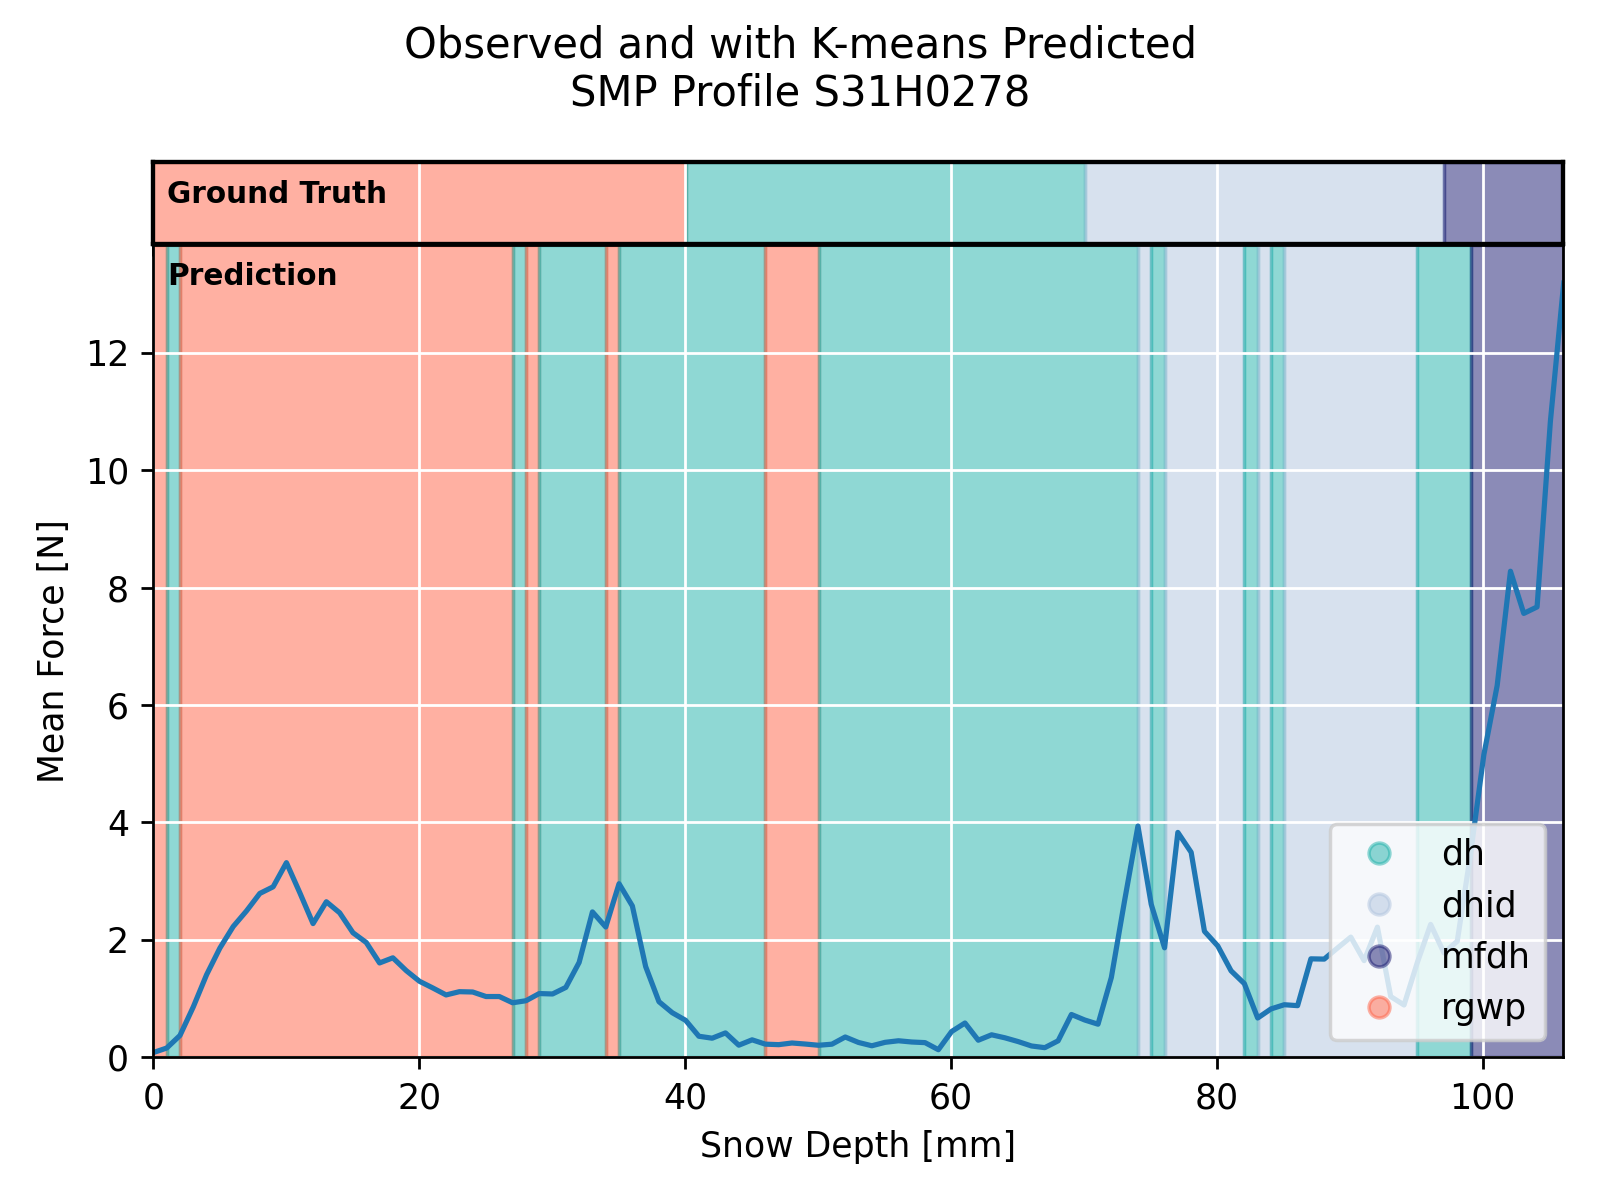 Observed and with K-means Predicted
SMP Profile S31H0278
Ground Truth
Prediction
12
10
8
6
4
2
0
Mean Force [N]
dh
dhid
mfdh
rgwp
0 20 40 60 80 100
Snow Depth [mm]